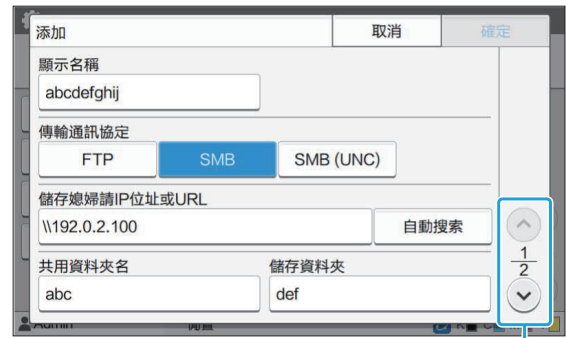 添加 取消 確定
顯示名稱
abcdefghij
傳輸通訊協定
FTP SMB SMB (UNC)
儲存媳婦請IP位址或URL
\\192.0.2.100 自動搜索
共用資料夾名 儲存資料夾
abc def
1
2
Admin